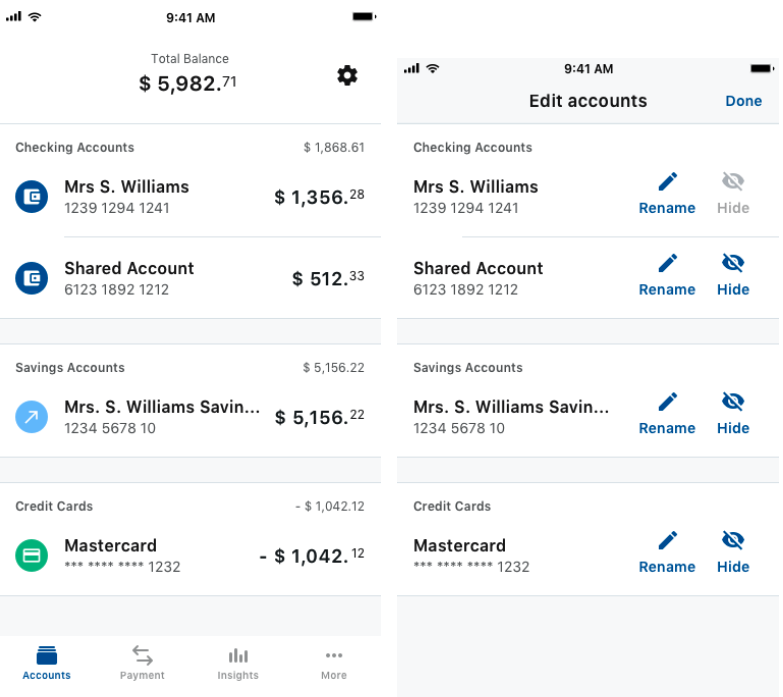 9:41 AM
Total Balance
$ 5,982.71
Checking Accounts $ 1,868.61
Mrs S. Williams
1239 1294 1241
$ 1,356.28
Shared Account
6123 1892 1212
$ 512.33
Savings Accounts $ 5,156.22
Mrs. S. Williams Savin...
1234 5678 10
$ 5,156.22
Credit Cards - $ 1,042.12
Mastercard
*** **** **** 1232
- $ 1,042.12
Accounts Payment Insights More
9:41 AM
Edit accounts Done
Checking Accounts
Mrs S. Williams
1239 1294 1241
Rename Hide
Shared Account
6123 1892 1212
Rename Hide
Savings Accounts
Mrs. S. Williams Savin...
1234 5678 10
Rename Hide
Credit Cards
Mastercard
*** **** **** 1232
Rename Hide